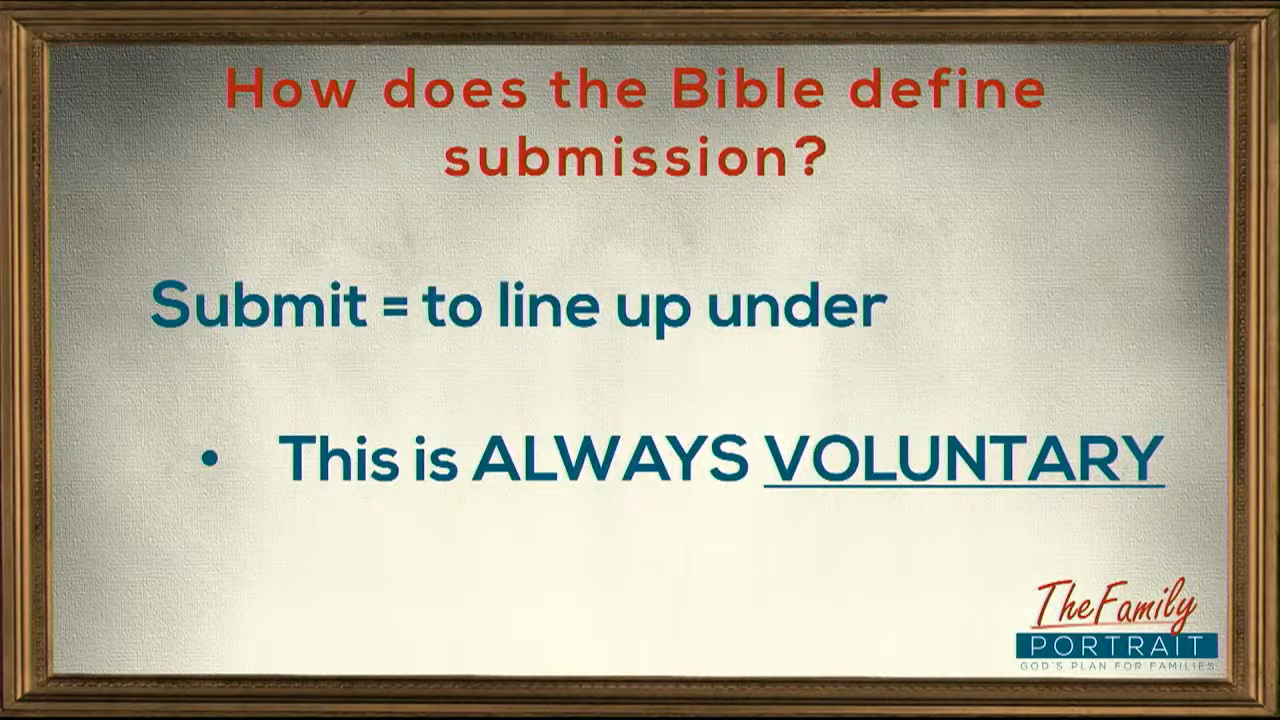 How does the Bible define
submission?
Submit = to line up under
• This is ALWAYS VOLUNTARY
The Family
PORTRAIT
GOD'S PLAN FOR FAMILIES